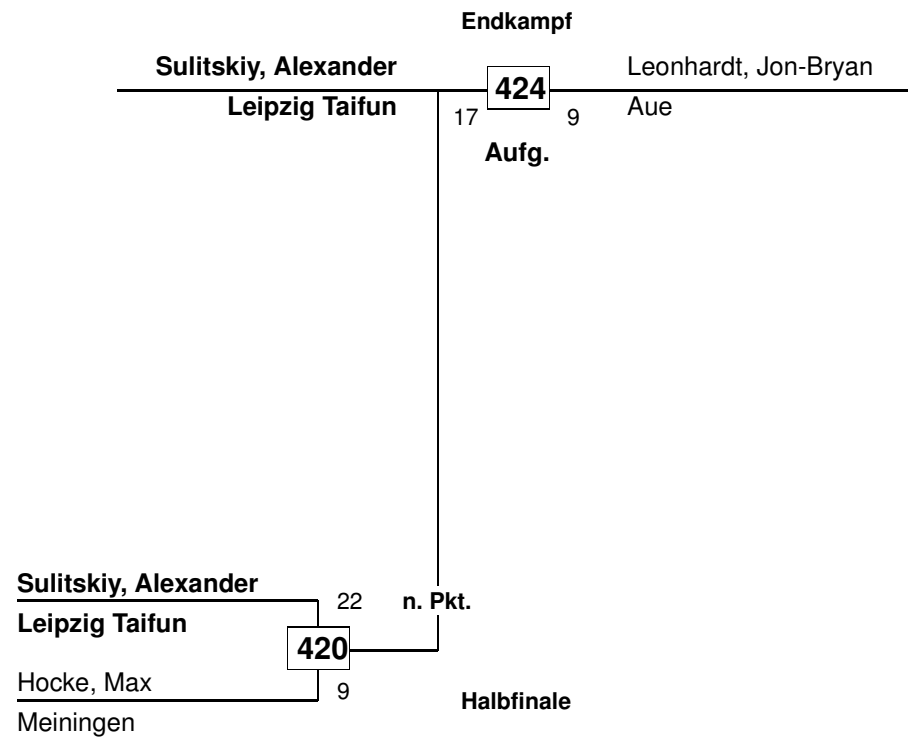 Endkampf
Sulitskiy, Alexander
Leipzig Taifun
17
424
9
Aufg.
Leonhardt, Jon-Bryan
Aue
Sulitskiy, Alexander
Leipzig Taifun
22
n. Pkt.
420
Hocke, Max
Meiningen
9
Halbfinale